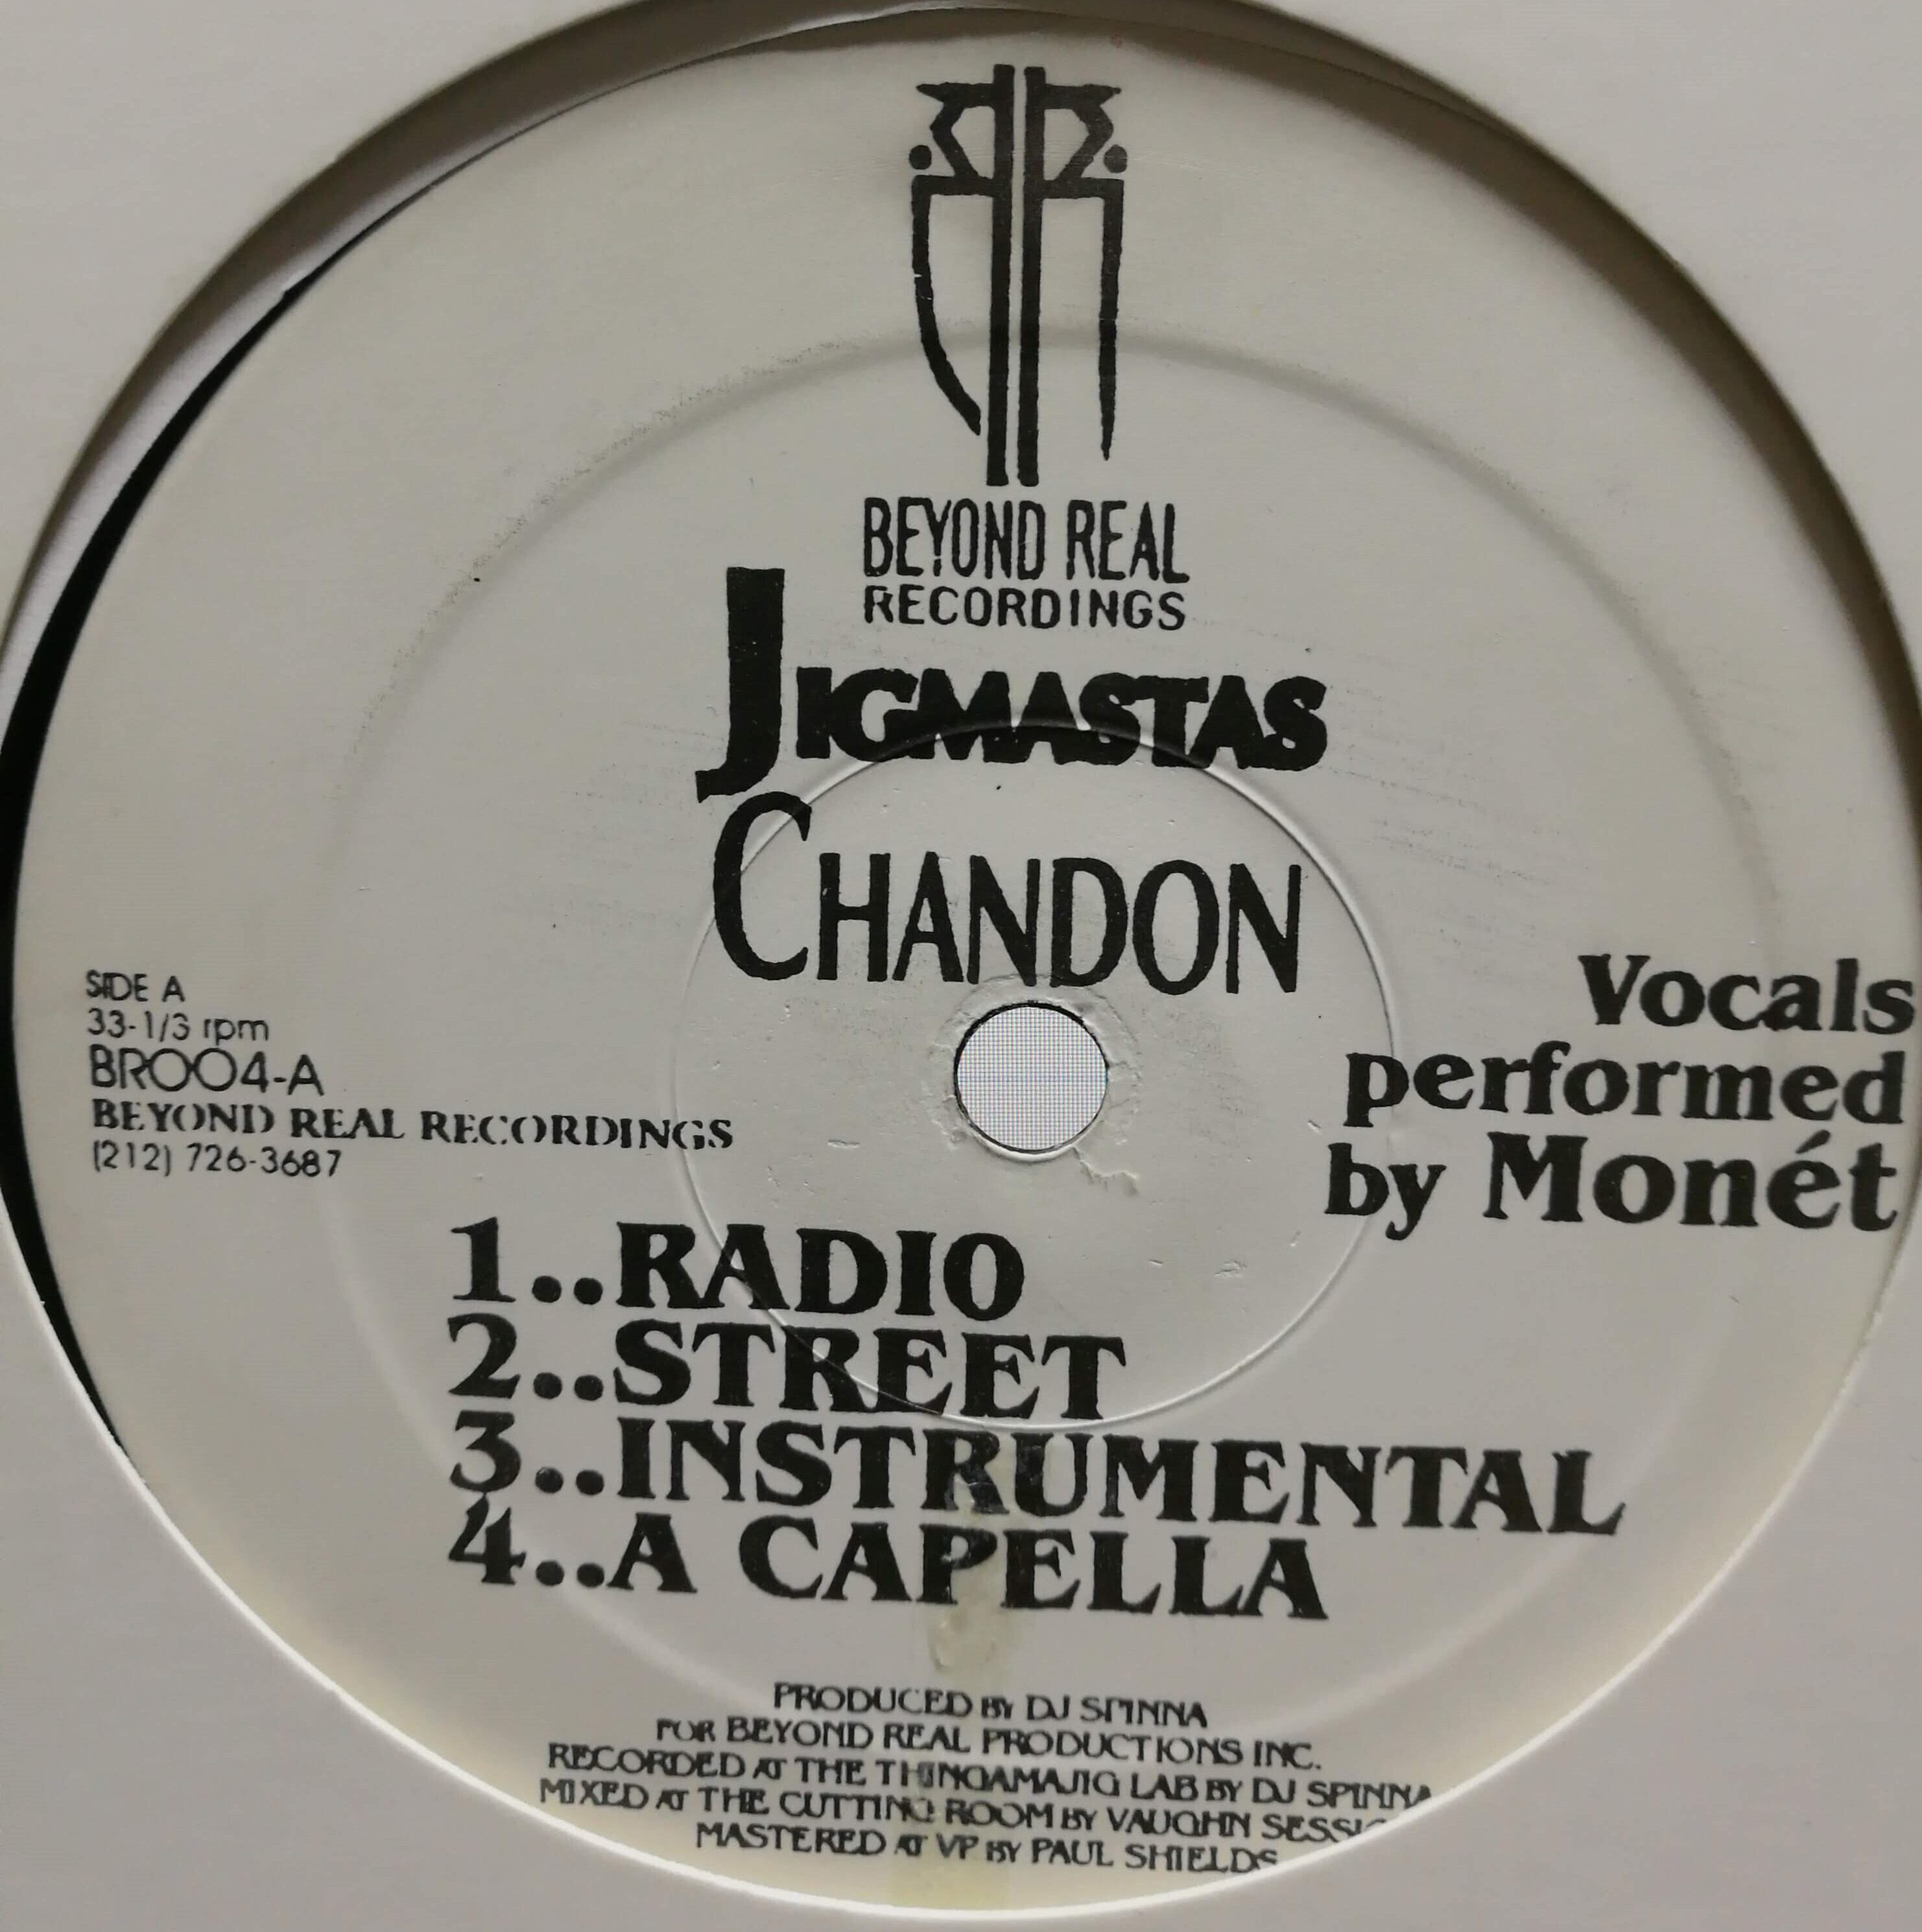 BEYOND REAL
RECORDINGS
JIGMASTAS
CHANDON
SIDE A
33-1/3 rpm
BR004-A
BEYOND REAL RECORDINGS
(212) 726-3687
Vocals
performed
by Monét
1..RADIO
2..STREET
3..INSTRUMENTAL
4..A CAPELLA
PRODUCED BY DJ SPINNA
FOR BEYOND REAL PRODUCTIONS INC.
RECORDED AT THE THINGAMAJIG LAB BY DJ SPINNA
MIXED AT THE CUTTING ROOM BY VAUGHN
MASTERED AT VP BY PAUL SHIELDS